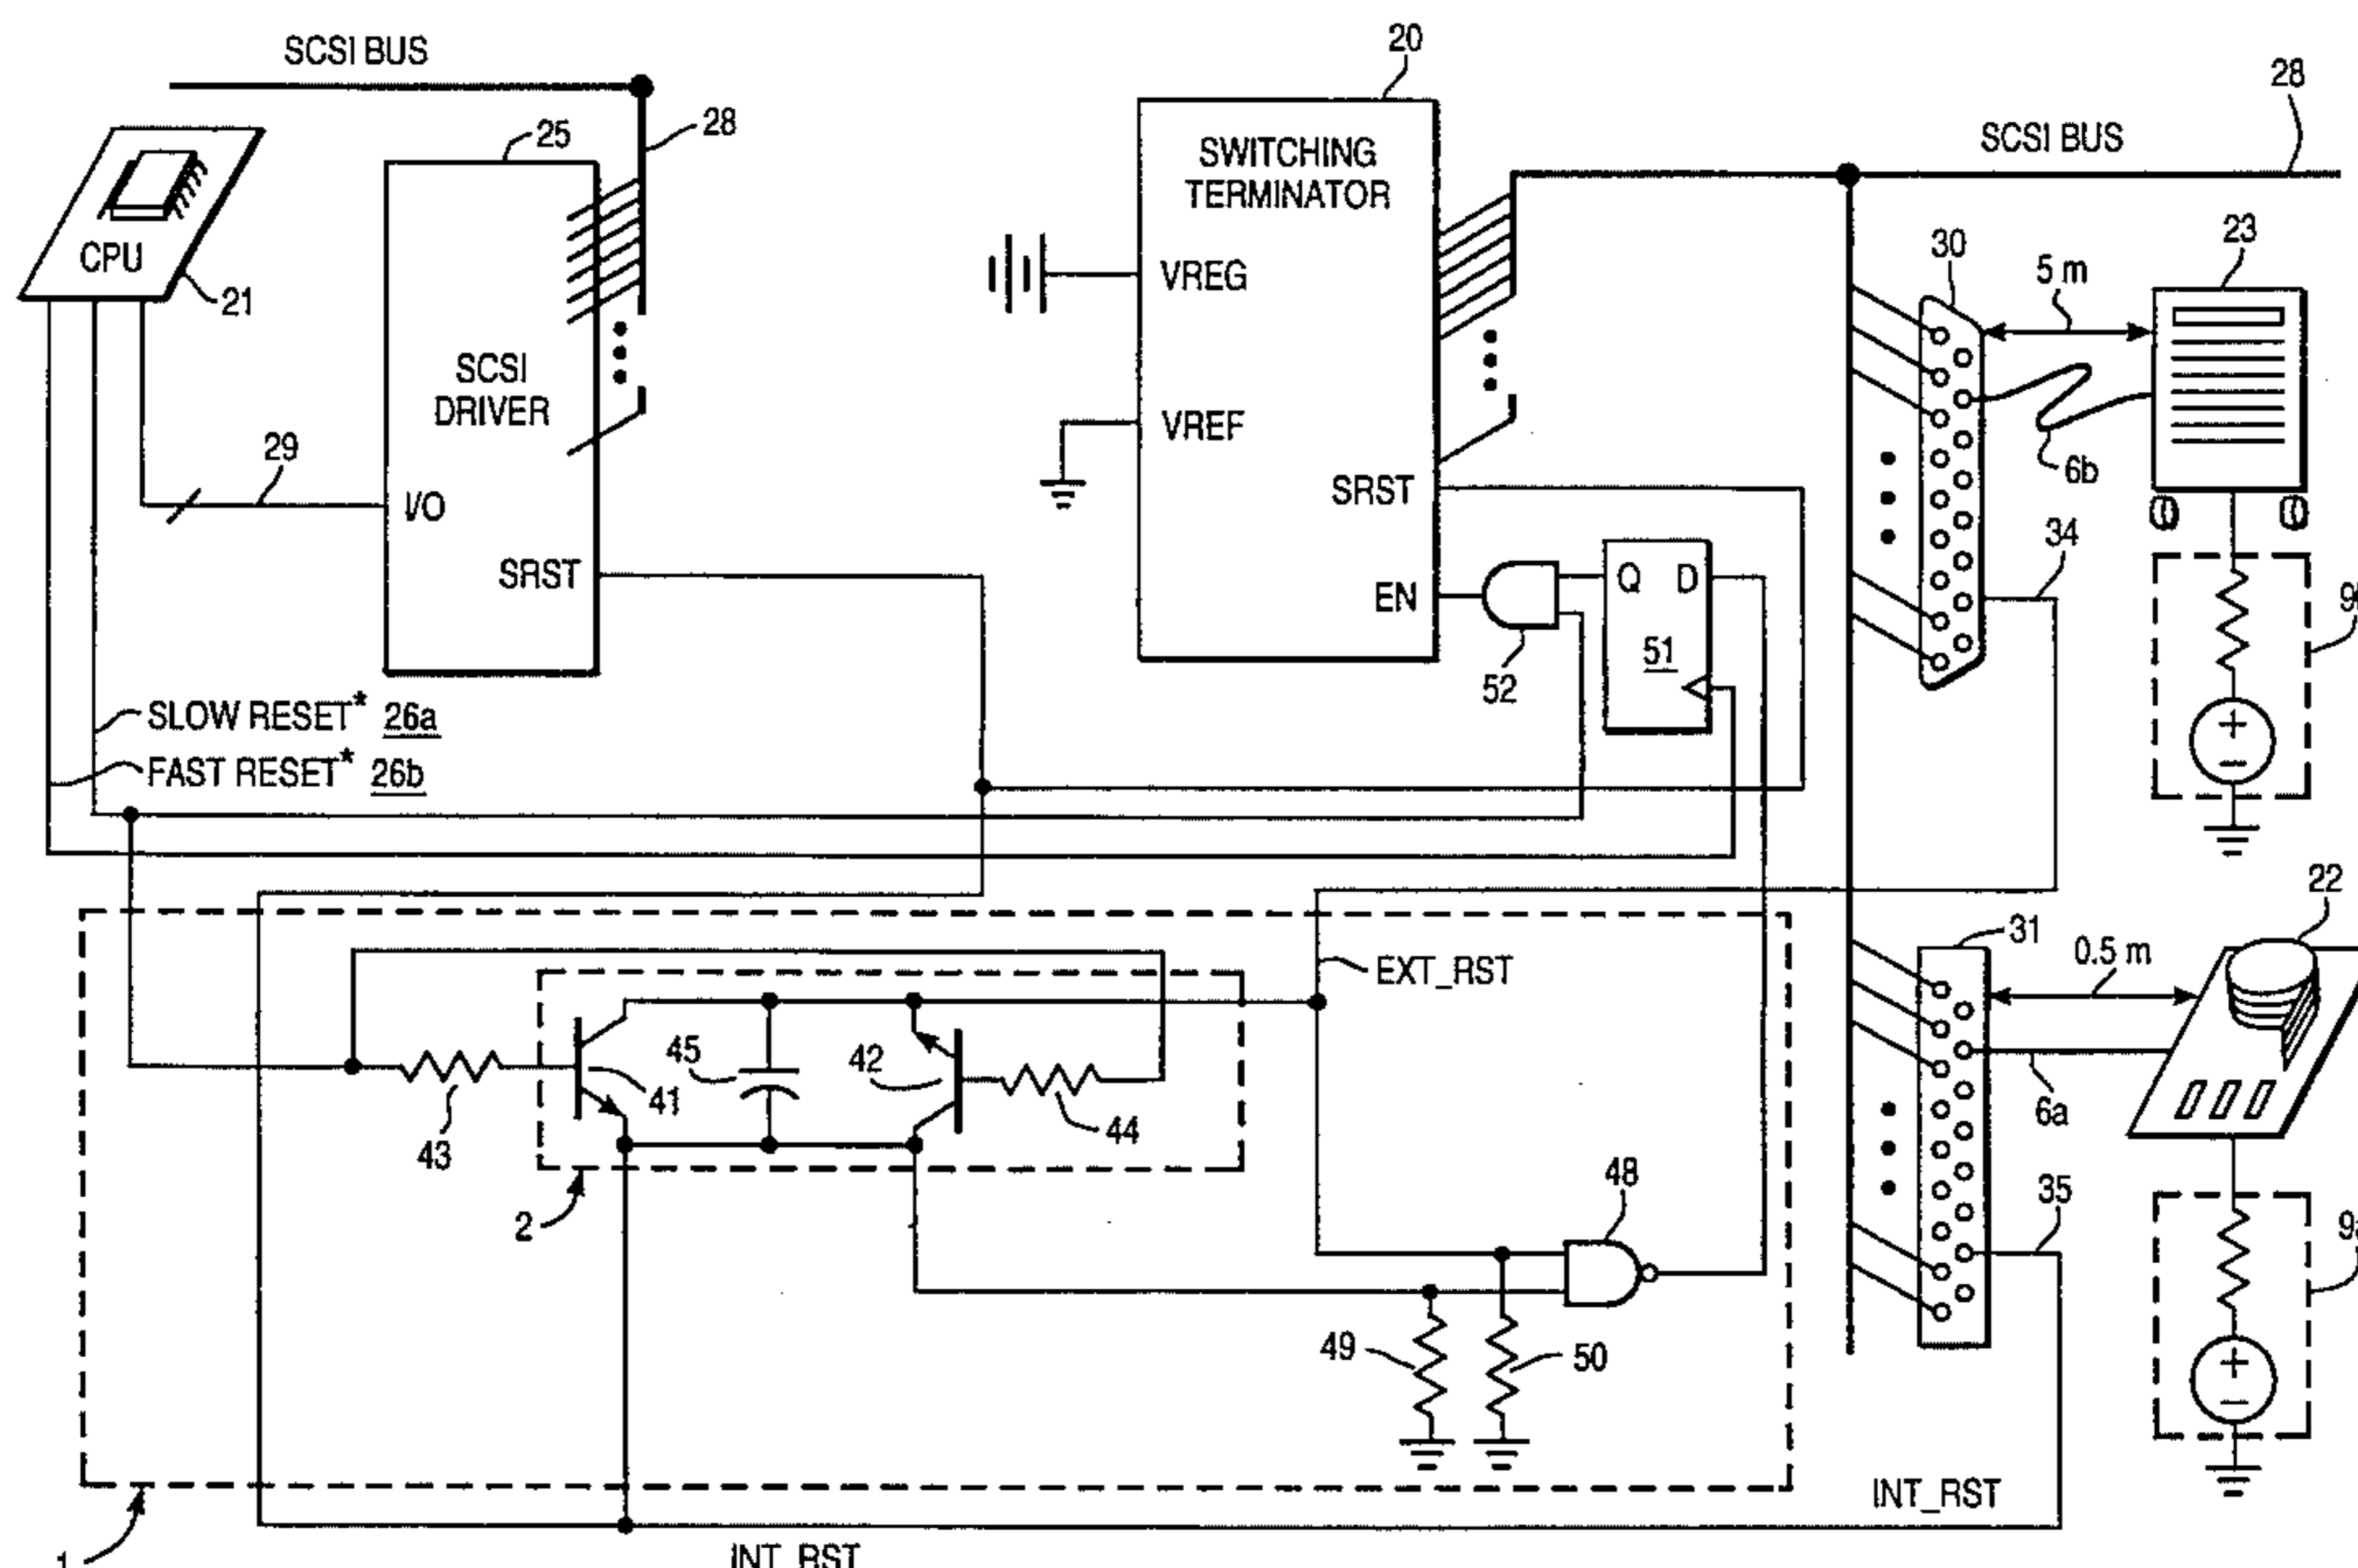 SCSI BUS
28
25
CPU
21
SCSI
DRIVER
29
I/O
SRST
SLOW RESET* 26a
FAST RESET* 26b
20
SWITCHING
TERMINATOR
VREG
VREF
SRST
EN
52
Q D
51
SCSI BUS
28
30
5 m
23
6b
34
31
0.5 m
22
6a
35
EXT_RST
43
41
45
42
44
2
48
49
50
INT_RST
INT_RST
1